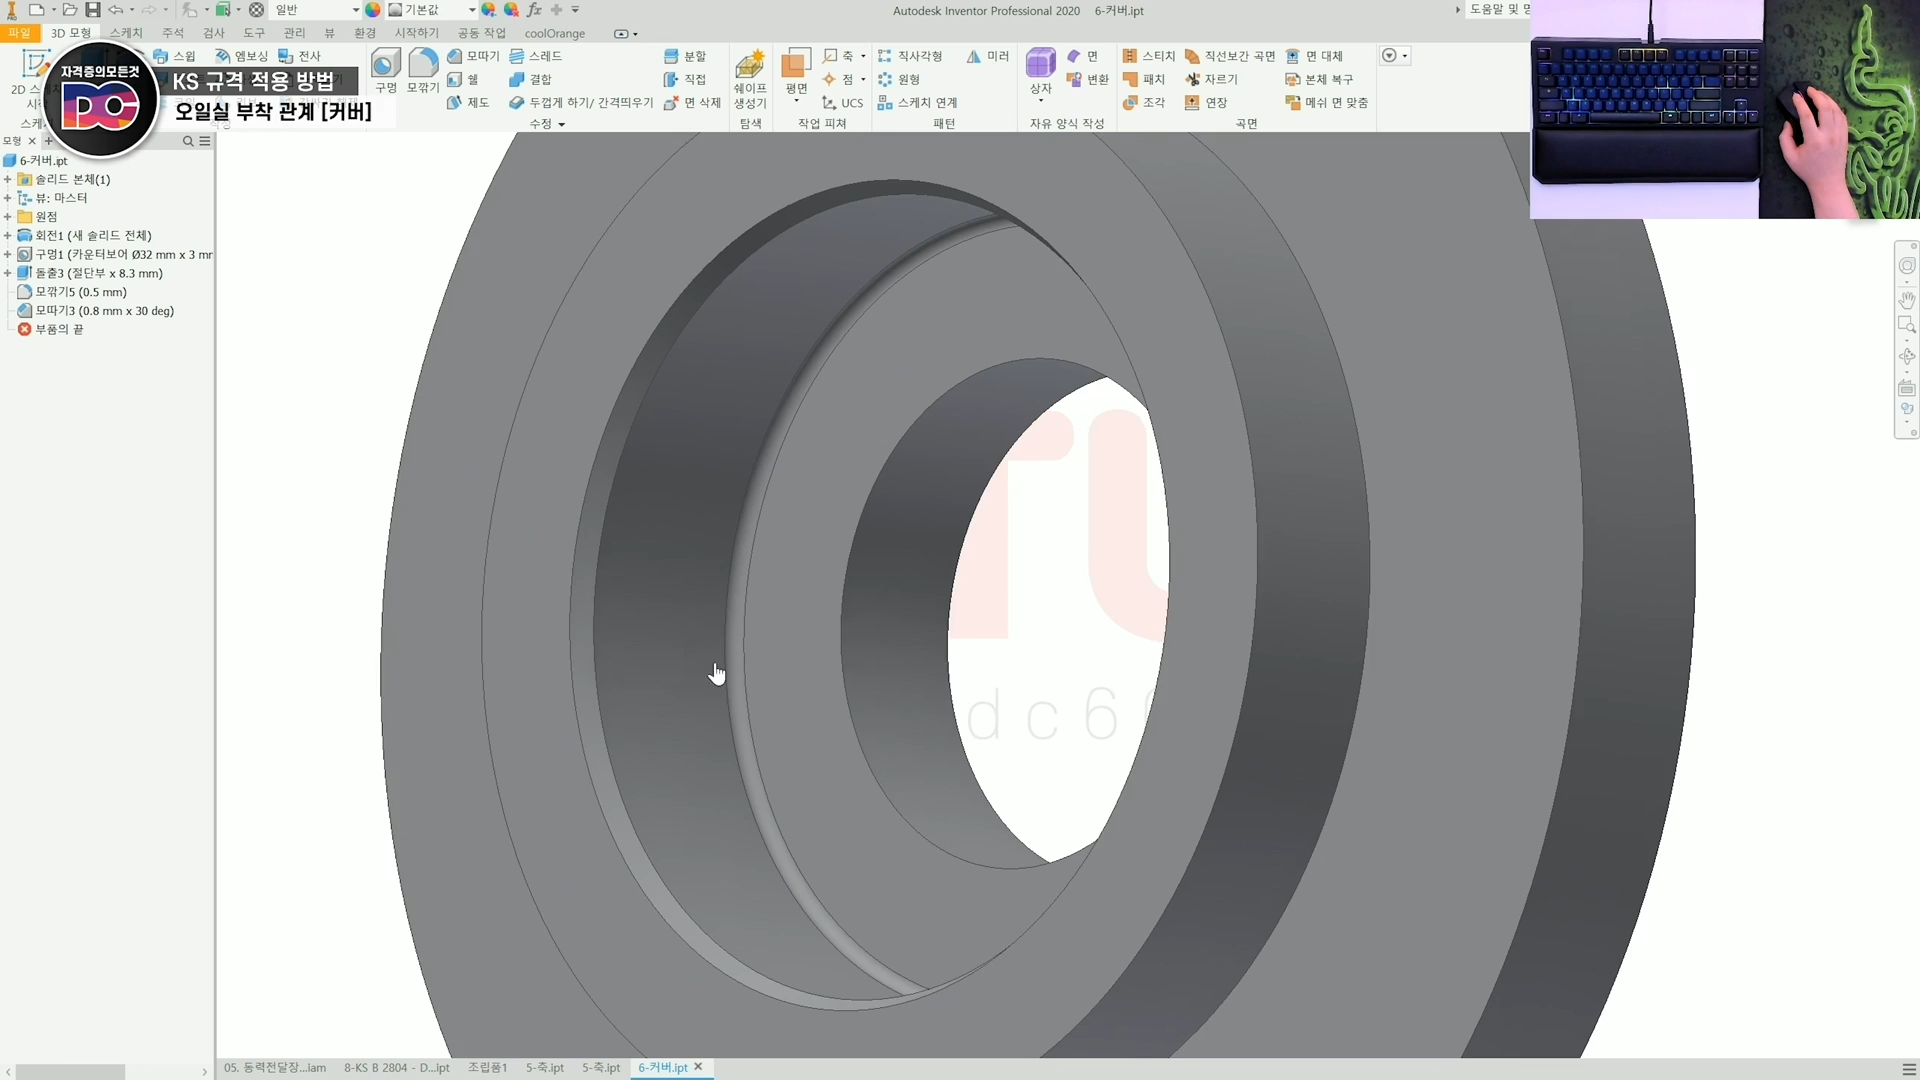 일반
기본값
Autodesk Inventor Professional 2020 6-커버.ipt
도움말 및 명
파일 3D 모형 스케치 주석 검사 도구 관리 뷰 환경 시작하기 공동 작업 coolOrange
2D 스
시작
스케
자격증의모든것
KS 규격 적용 방법
오일실 부착 관계 [커버]
스윕 엠보싱 전사
구멍 모깎기
모따기 스레드 분할
쉘 결합 직접
제도 두껍게 하기/ 간격띄우기 면 삭제
수정
쉐이프
생성기
탐색
평면
축
점
UCS
작업 피쳐
직사각형 미러
원형
스케치 연계
패턴
상자
면
변환
자유 양식 작성
스티치 직선보간 곡면 면 대체
패치 자르기 본체 복구
조각 연장 메쉬 면 맞춤
곡면
모형
6-커버.ipt
솔리드 본체(1)
뷰: 마스터
원점
회전1 (새 솔리드 전체)
구멍1 (카운터보어 Ø32 mm x 3 mr
돌출3 (절단부 x 8.3 mm)
모깎기5 (0.5 mm)
모따기3 (0.8 mm x 30 deg)
부품의 끝
dc6
05. 동력전달장...iam 8-KS B 2804 - D...ipt 조립품1 5-축.ipt 5-축.ipt 6-커버.ipt